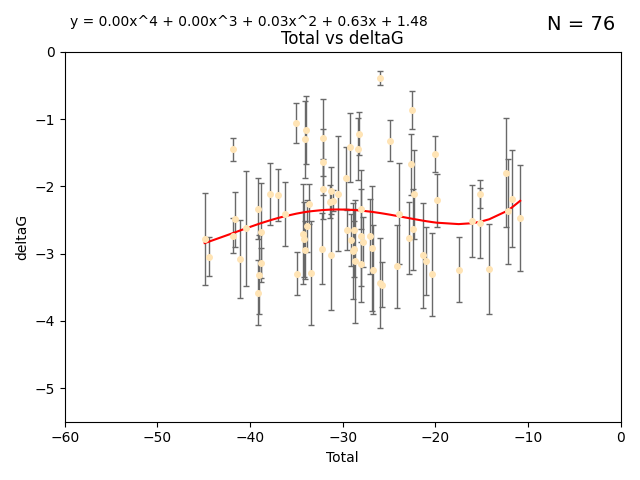 y = 0.00x^4 + 0.00x^3 + 0.03x^2 + 0.63x + 1.48
N = 76
Total vs deltaG
0
−1
−2
−3
−4
−5
deltaG
−60 −50 −40 −30 −20 −10 0
Total